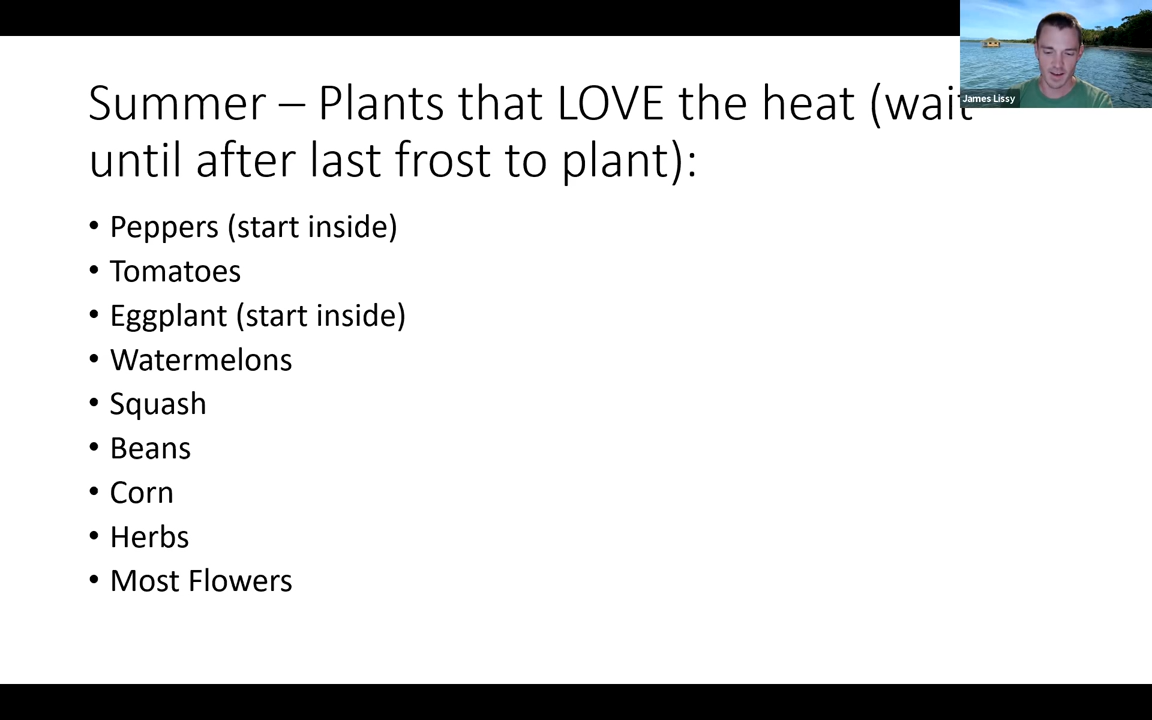 Summer – Plants that LOVE the heat (wait
until after last frost to plant):
• Peppers (start inside)
• Tomatoes
• Eggplant (start inside)
• Watermelons
• Squash
• Beans
• Corn
• Herbs
• Most Flowers
James Lissy